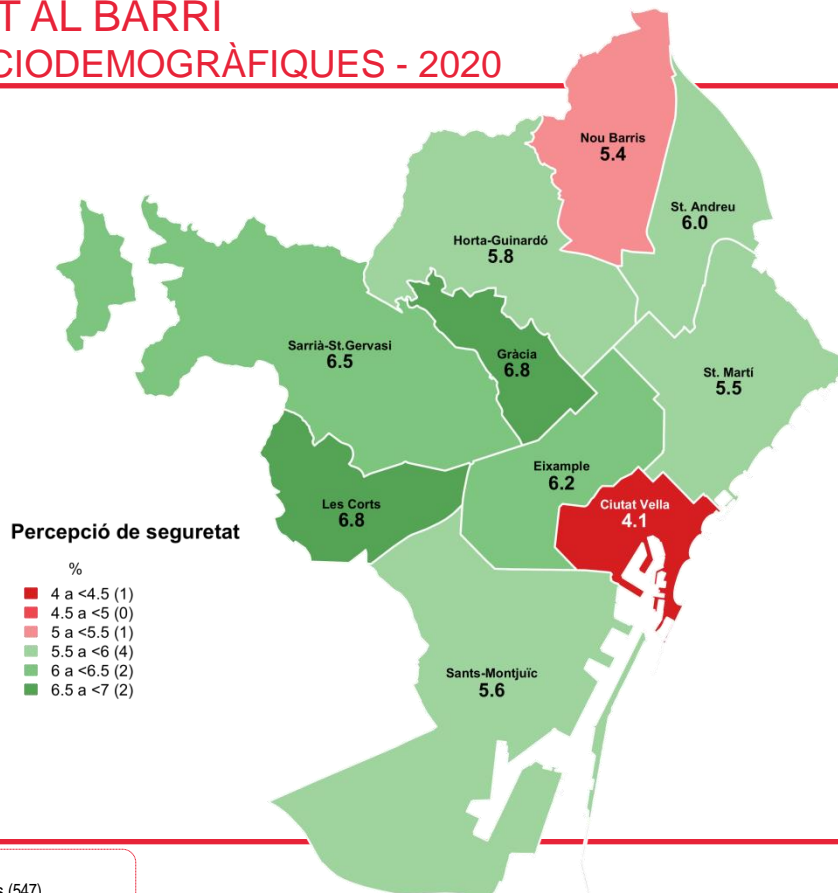 T AL BARRI
CIODEMOGRÀFIQUES - 2020
Nou Barris
5.4
St. Andreu
6.0
Horta-Guinardó
5.8
Sarrià-St.Gervasi
6.5
Gràcia
6.8
St. Martí
5.5
Eixample
6.2
Les Corts
6.8
Ciutat Vella
4.1
Percepció de seguretat
%
4 a <4.5 (1)
4.5 a <5 (0)
5 a <5.5 (1)
5.5 a <6 (4)
6 a <6.5 (2)
6.5 a <7 (2)
Sants-Montjuïc
5.6
s (547)